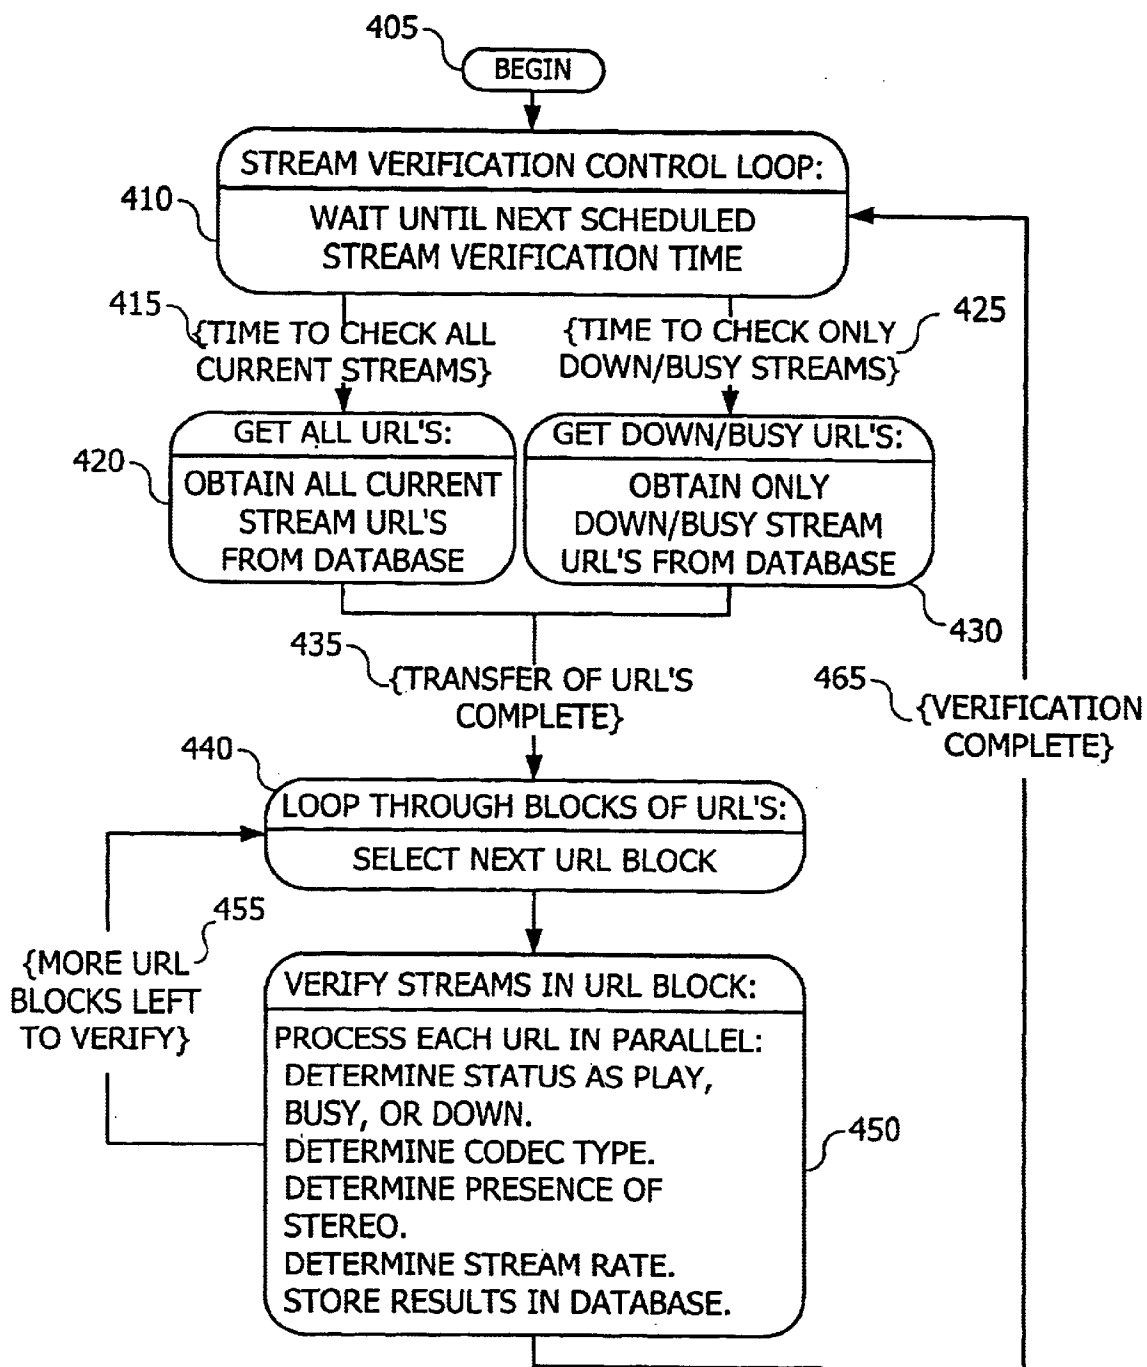 405
BEGIN
STREAM VERIFICATION CONTROL LOOP:
410
WAIT UNTIL NEXT SCHEDULED
STREAM VERIFICATION TIME
415
{TIME TO CHECK ALL
CURRENT STREAMS}
{TIME TO CHECK ONLY
DOWN/BUSY STREAMS}
425
GET ALL URL'S:
420
OBTAIN ALL CURRENT
STREAM URL'S
FROM DATABASE
GET DOWN/BUSY URL'S:
OBTAIN ONLY
DOWN/BUSY STREAM
URL'S FROM DATABASE
430
435
{TRANSFER OF URL'S
COMPLETE}
465
{VERIFICATION
COMPLETE}
440
LOOP THROUGH BLOCKS OF URL'S:
SELECT NEXT URL BLOCK
455
{MORE URL
BLOCKS LEFT
TO VERIFY}
VERIFY STREAMS IN URL BLOCK:
PROCESS EACH URL IN PARALLEL:
DETERMINE STATUS AS PLAY,
BUSY, OR DOWN.
DETERMINE CODEC TYPE.
DETERMINE PRESENCE OF
STEREO.
DETERMINE STREAM RATE.
STORE RESULTS IN DATABASE.
450